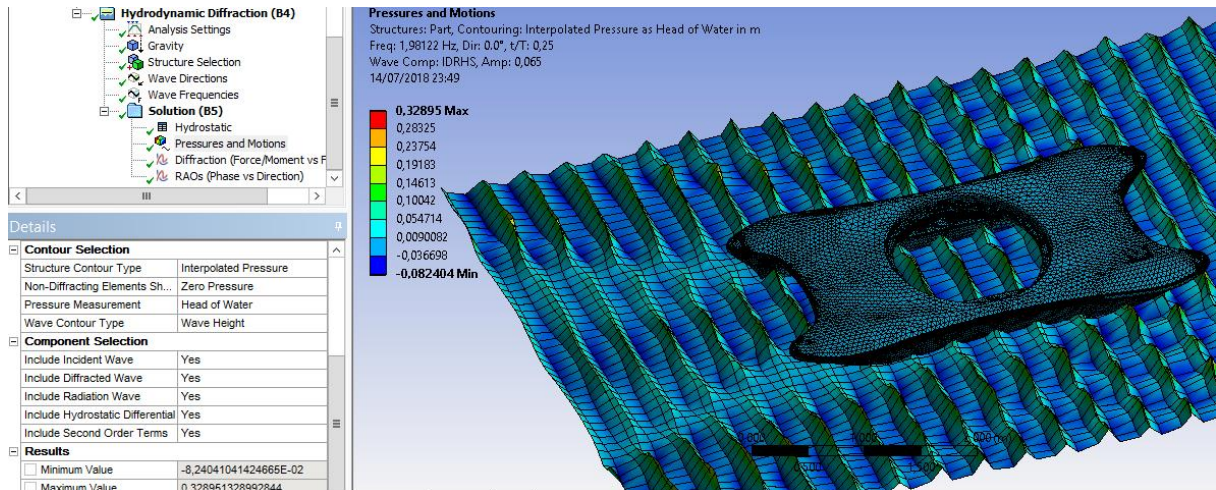 Hydrodynamic Diffraction (B4)
Analysis Settings
Gravity
Structure Selection
Wave Directions
Wave Frequencies
Solution (B5)
Hydrostatic
Pressures and Motions
Diffraction (Force/Moment vs F
RAOs (Phase vs Direction)
Details
Contour Selection
Structure Contour Type Interpolated Pressure
Non-Diffracting Elements Sh... Zero Pressure
Pressure Measurement Head of Water
Wave Contour Type Wave Height
Component Selection
Include Incident Wave Yes
Include Diffracted Wave Yes
Include Radiation Wave Yes
Include Hydrostatic Differential Yes
Include Second Order Terms Yes
Results
Minimum Value -8,24041041424665E-02
Maximum Value 0,328951328992844
Pressures and Motions
Structures: Part, Contouring: Interpolated Pressure as Head of Water in m
Freq: 1,98122 Hz, Dir: 0.0°, t/T: 0,25
Wave Comp: IDRHS, Amp: 0,065
14/07/2018 23:49
0,32895 Max
0,28325
0,23754
0,19183
0,14613
0,10042
0,054714
0,0090082
-0,036698
-0,082404 Min